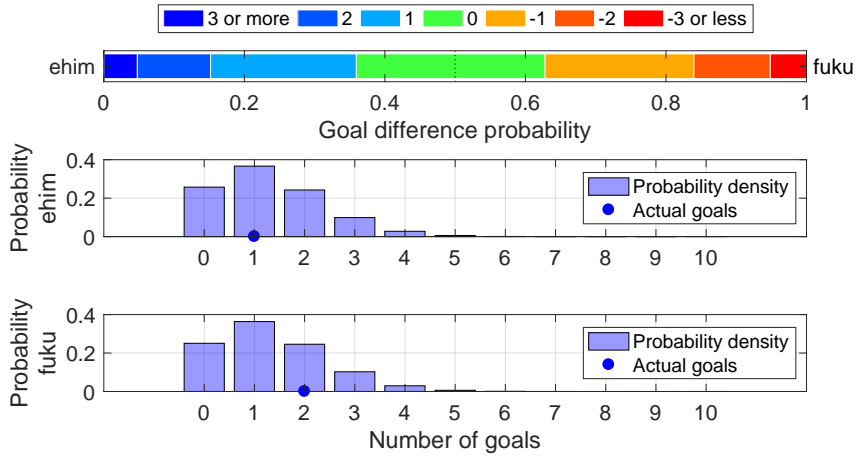 3 or more 2 1 0 -1 -2 -3 or less
ehim fuku
0 0.2 0.4 0.6 0.8 1
Goal difference probability
Probability
ehim
0.4
0.2
0
Probability density
Actual goals
0 1 2 3 4 5 6 7 8 9 10
Probability
fuku
0.4
0.2
0
Probability density
Actual goals
0 1 2 3 4 5 6 7 8 9 10
Number of goals